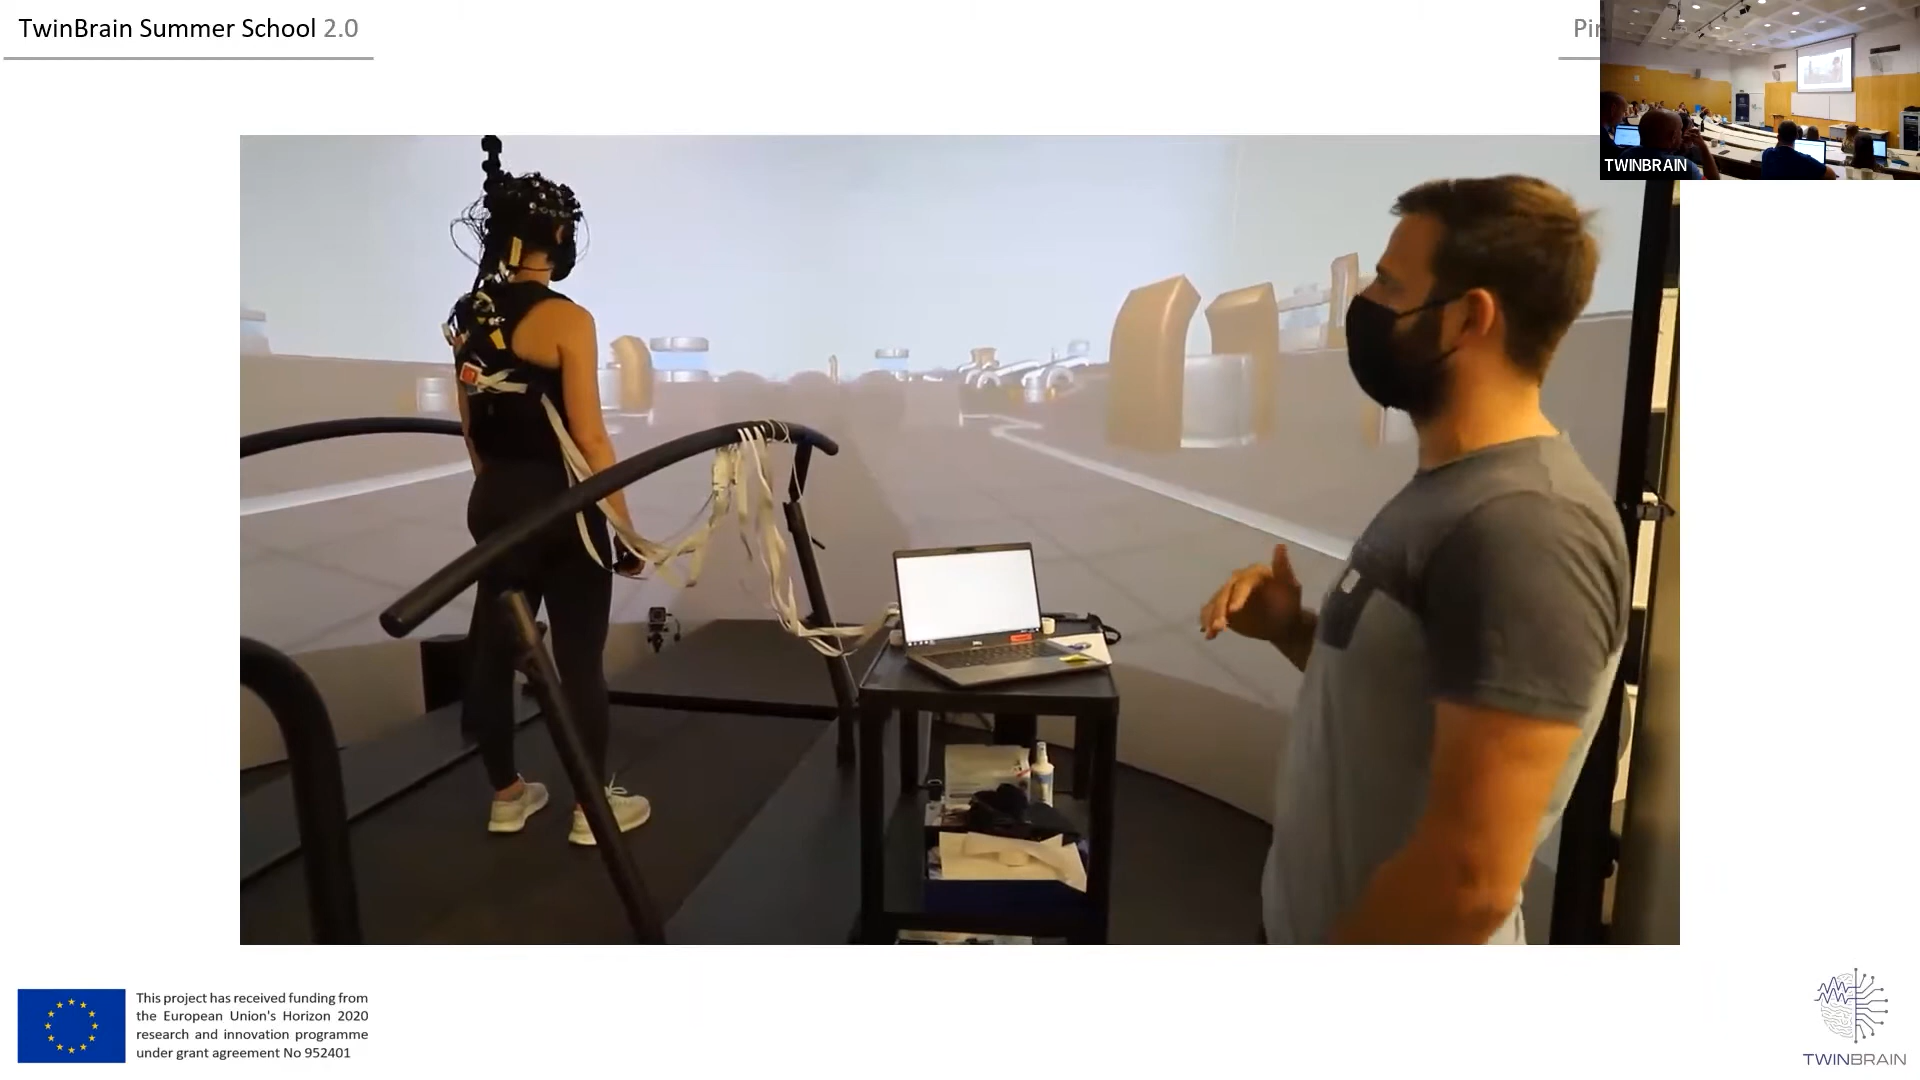 TwinBrain Summer School 2.0
TWINBRAIN
This project has received funding from
the European Union's Horizon 2020
research and innovation programme
under grant agreement No 952401
TWINBRAIN